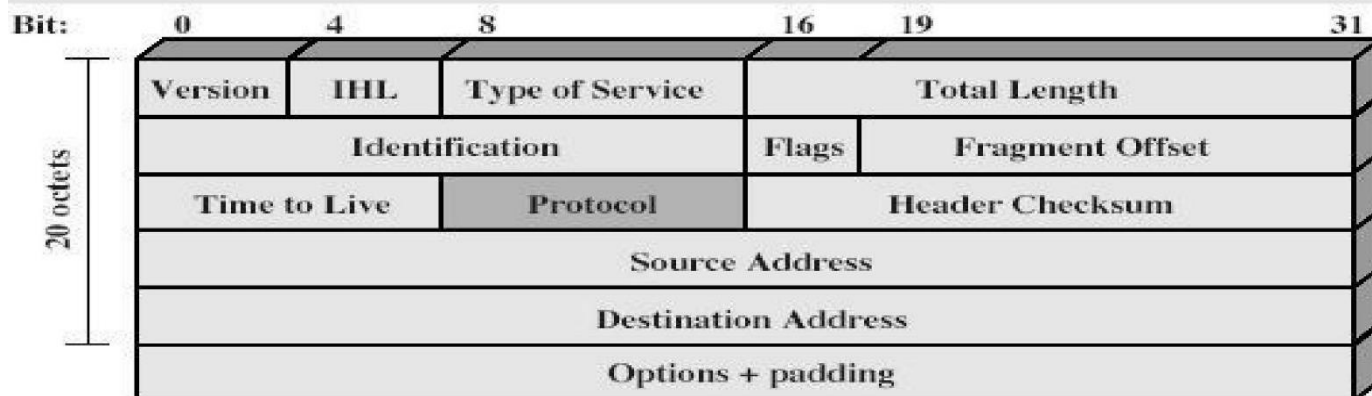 Bit: 0 4 8 16 19 31
Version IHL Type of Service Total Length
Identification Flags Fragment Offset
Time to Live Protocol Header Checksum
Source Address
Destination Address
Options + padding
20 octets